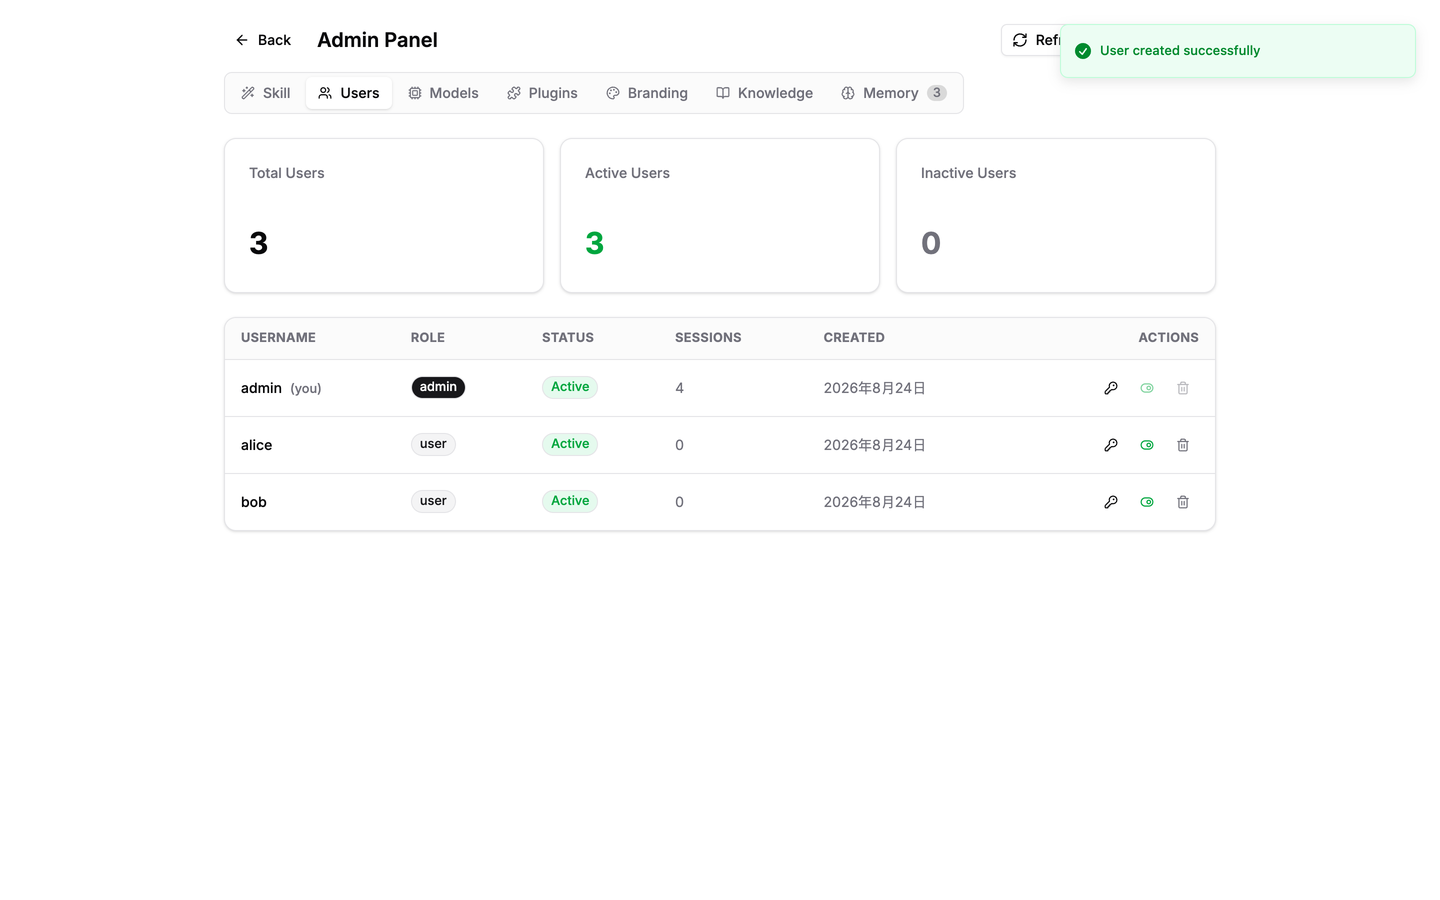 Back
Admin Panel
User created successfully
Skill
Users
Models
Plugins
Branding
Knowledge
Memory 3
Total Users
3
Active Users
3
Inactive Users
0
USERNAME ROLE STATUS SESSIONS CREATED ACTIONS
admin (you) admin Active 4 2026年8月24日
alice user Active 0 2026年8月24日
bob user Active 0 2026年8月24日